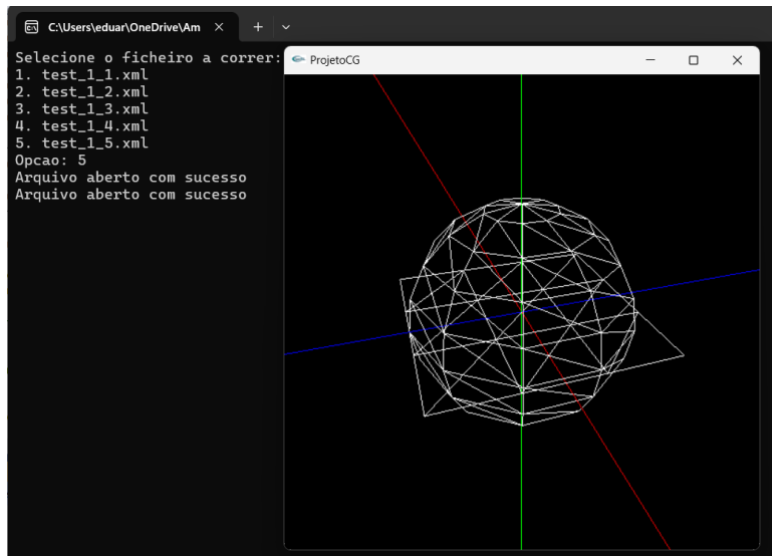 C:\Users\eduar\OneDrive\Am
Selecione o ficheiro a correr:
1. test_1_1.xml
2. test_1_2.xml
3. test_1_3.xml
4. test_1_4.xml
5. test_1_5.xml
Opcao: 5
Arquivo aberto com sucesso
Arquivo aberto com sucesso
ProjetoCG